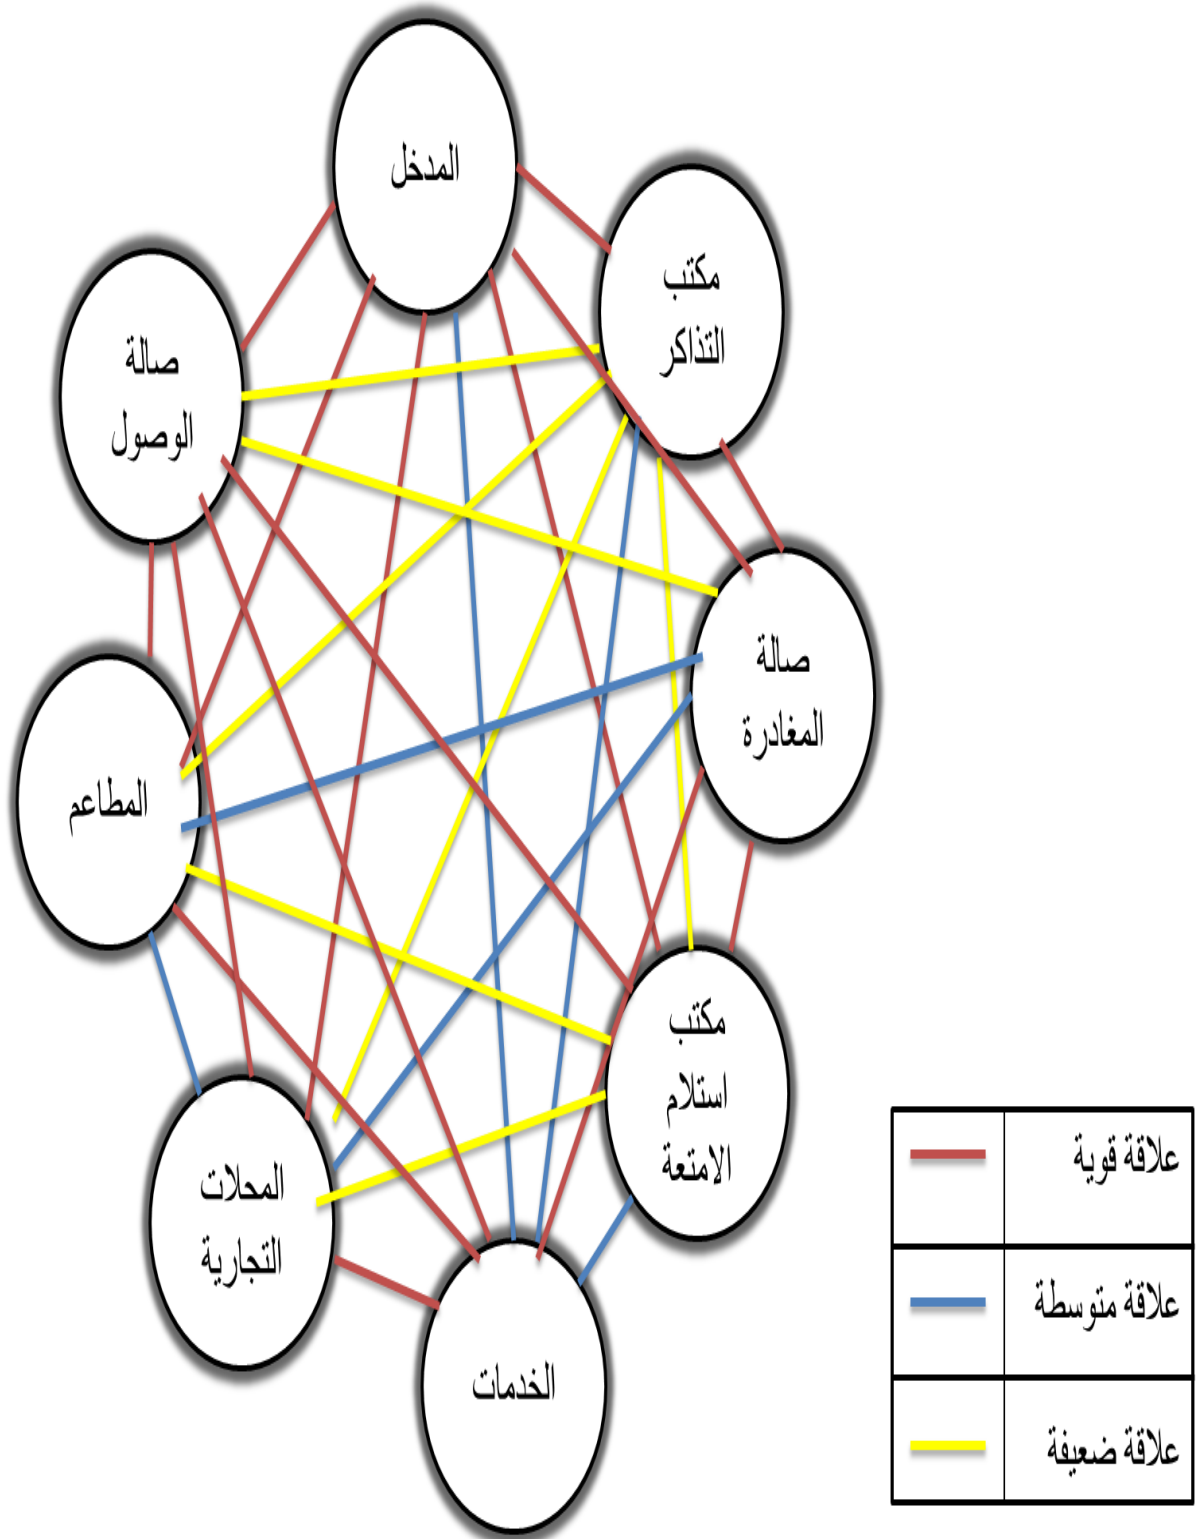 المدخل
مكتب
التذاكر
صالة
الوصول
صالة
المغادرة
المطاعم
مكتب
استلام
الامتعة
المحلات
التجارية
الخدمات
علاقة قوية
علاقة متوسطة
علاقة ضعيفة